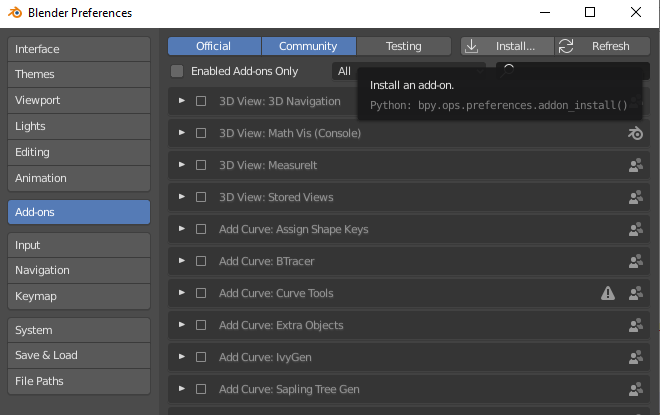 Blender Preferences
Interface
Themes
Viewport
Lights
Editing
Animation
Add-ons
Input
Navigation
Keymap
System
Save & Load
File Paths
Official Community Testing Install... Refresh
Enabled Add-ons Only All
Install an add-on.
Python: bpy.ops.preferences.addon_install()
3D View: 3D Navigation
3D View: Math Vis (Console)
3D View: MeasureIt
3D View: Stored Views
Add Curve: Assign Shape Keys
Add Curve: BTracer
Add Curve: Curve Tools
Add Curve: Extra Objects
Add Curve: IvyGen
Add Curve: Sapling Tree Gen